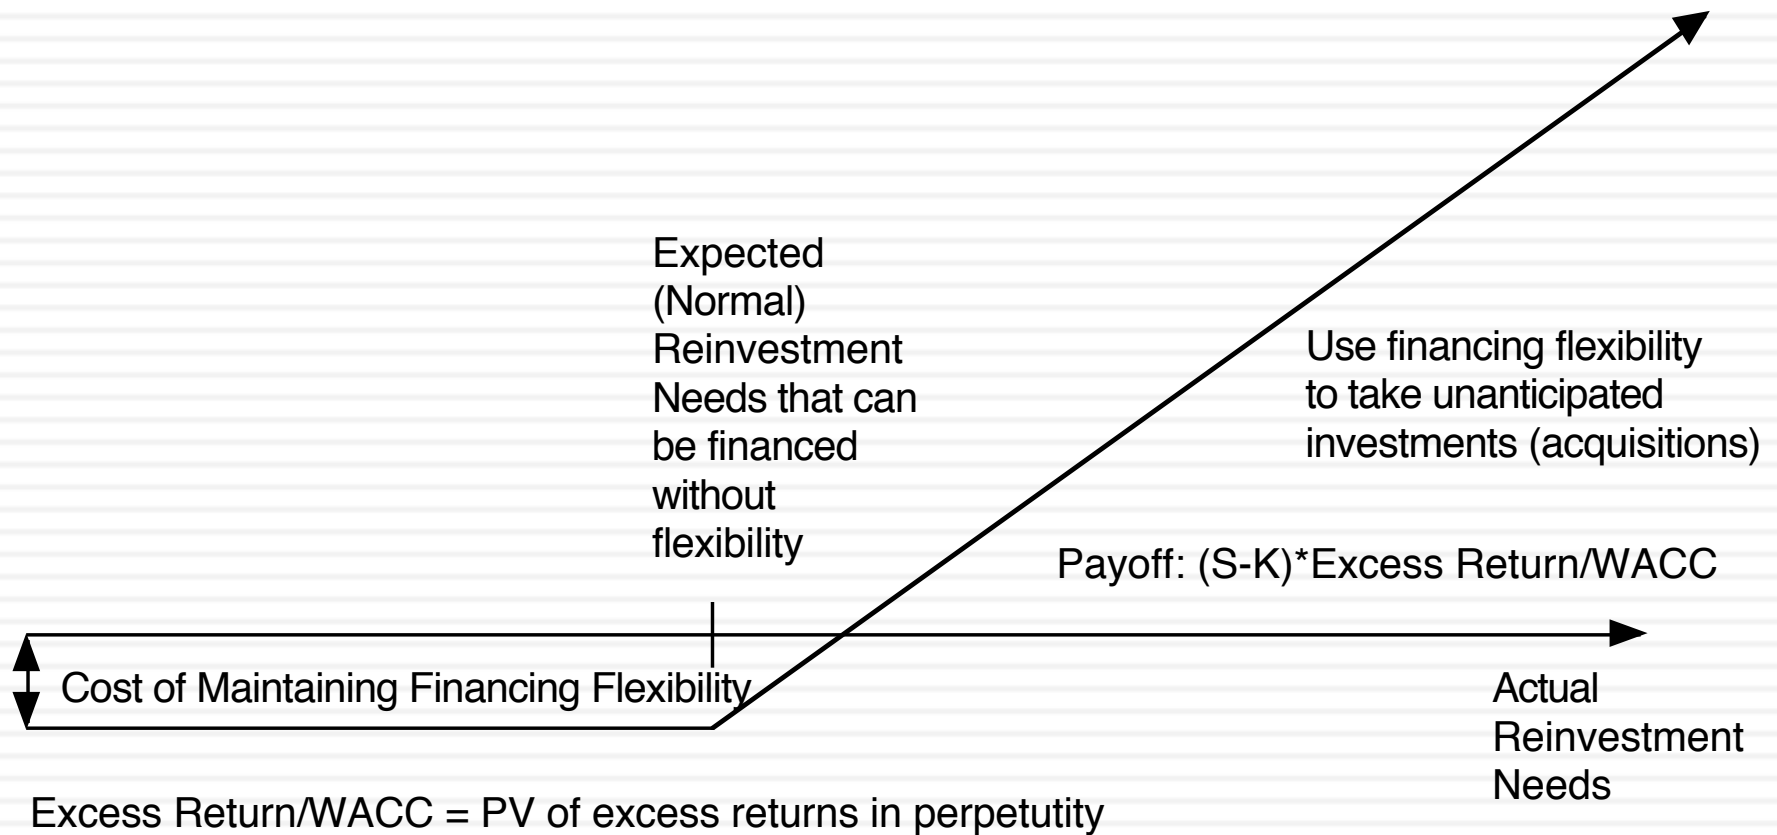 Expected
(Normal)
Reinvestment
Needs that can
be financed
without
flexibility
Use financing flexibility
to take unanticipated
investments (acquisitions)
Payoff: (S-K)*Excess Return/WACC
Cost of Maintaining Financing Flexibility
Actual
Reinvestment
Needs
Excess Return/WACC = PV of excess returns in perpetutity